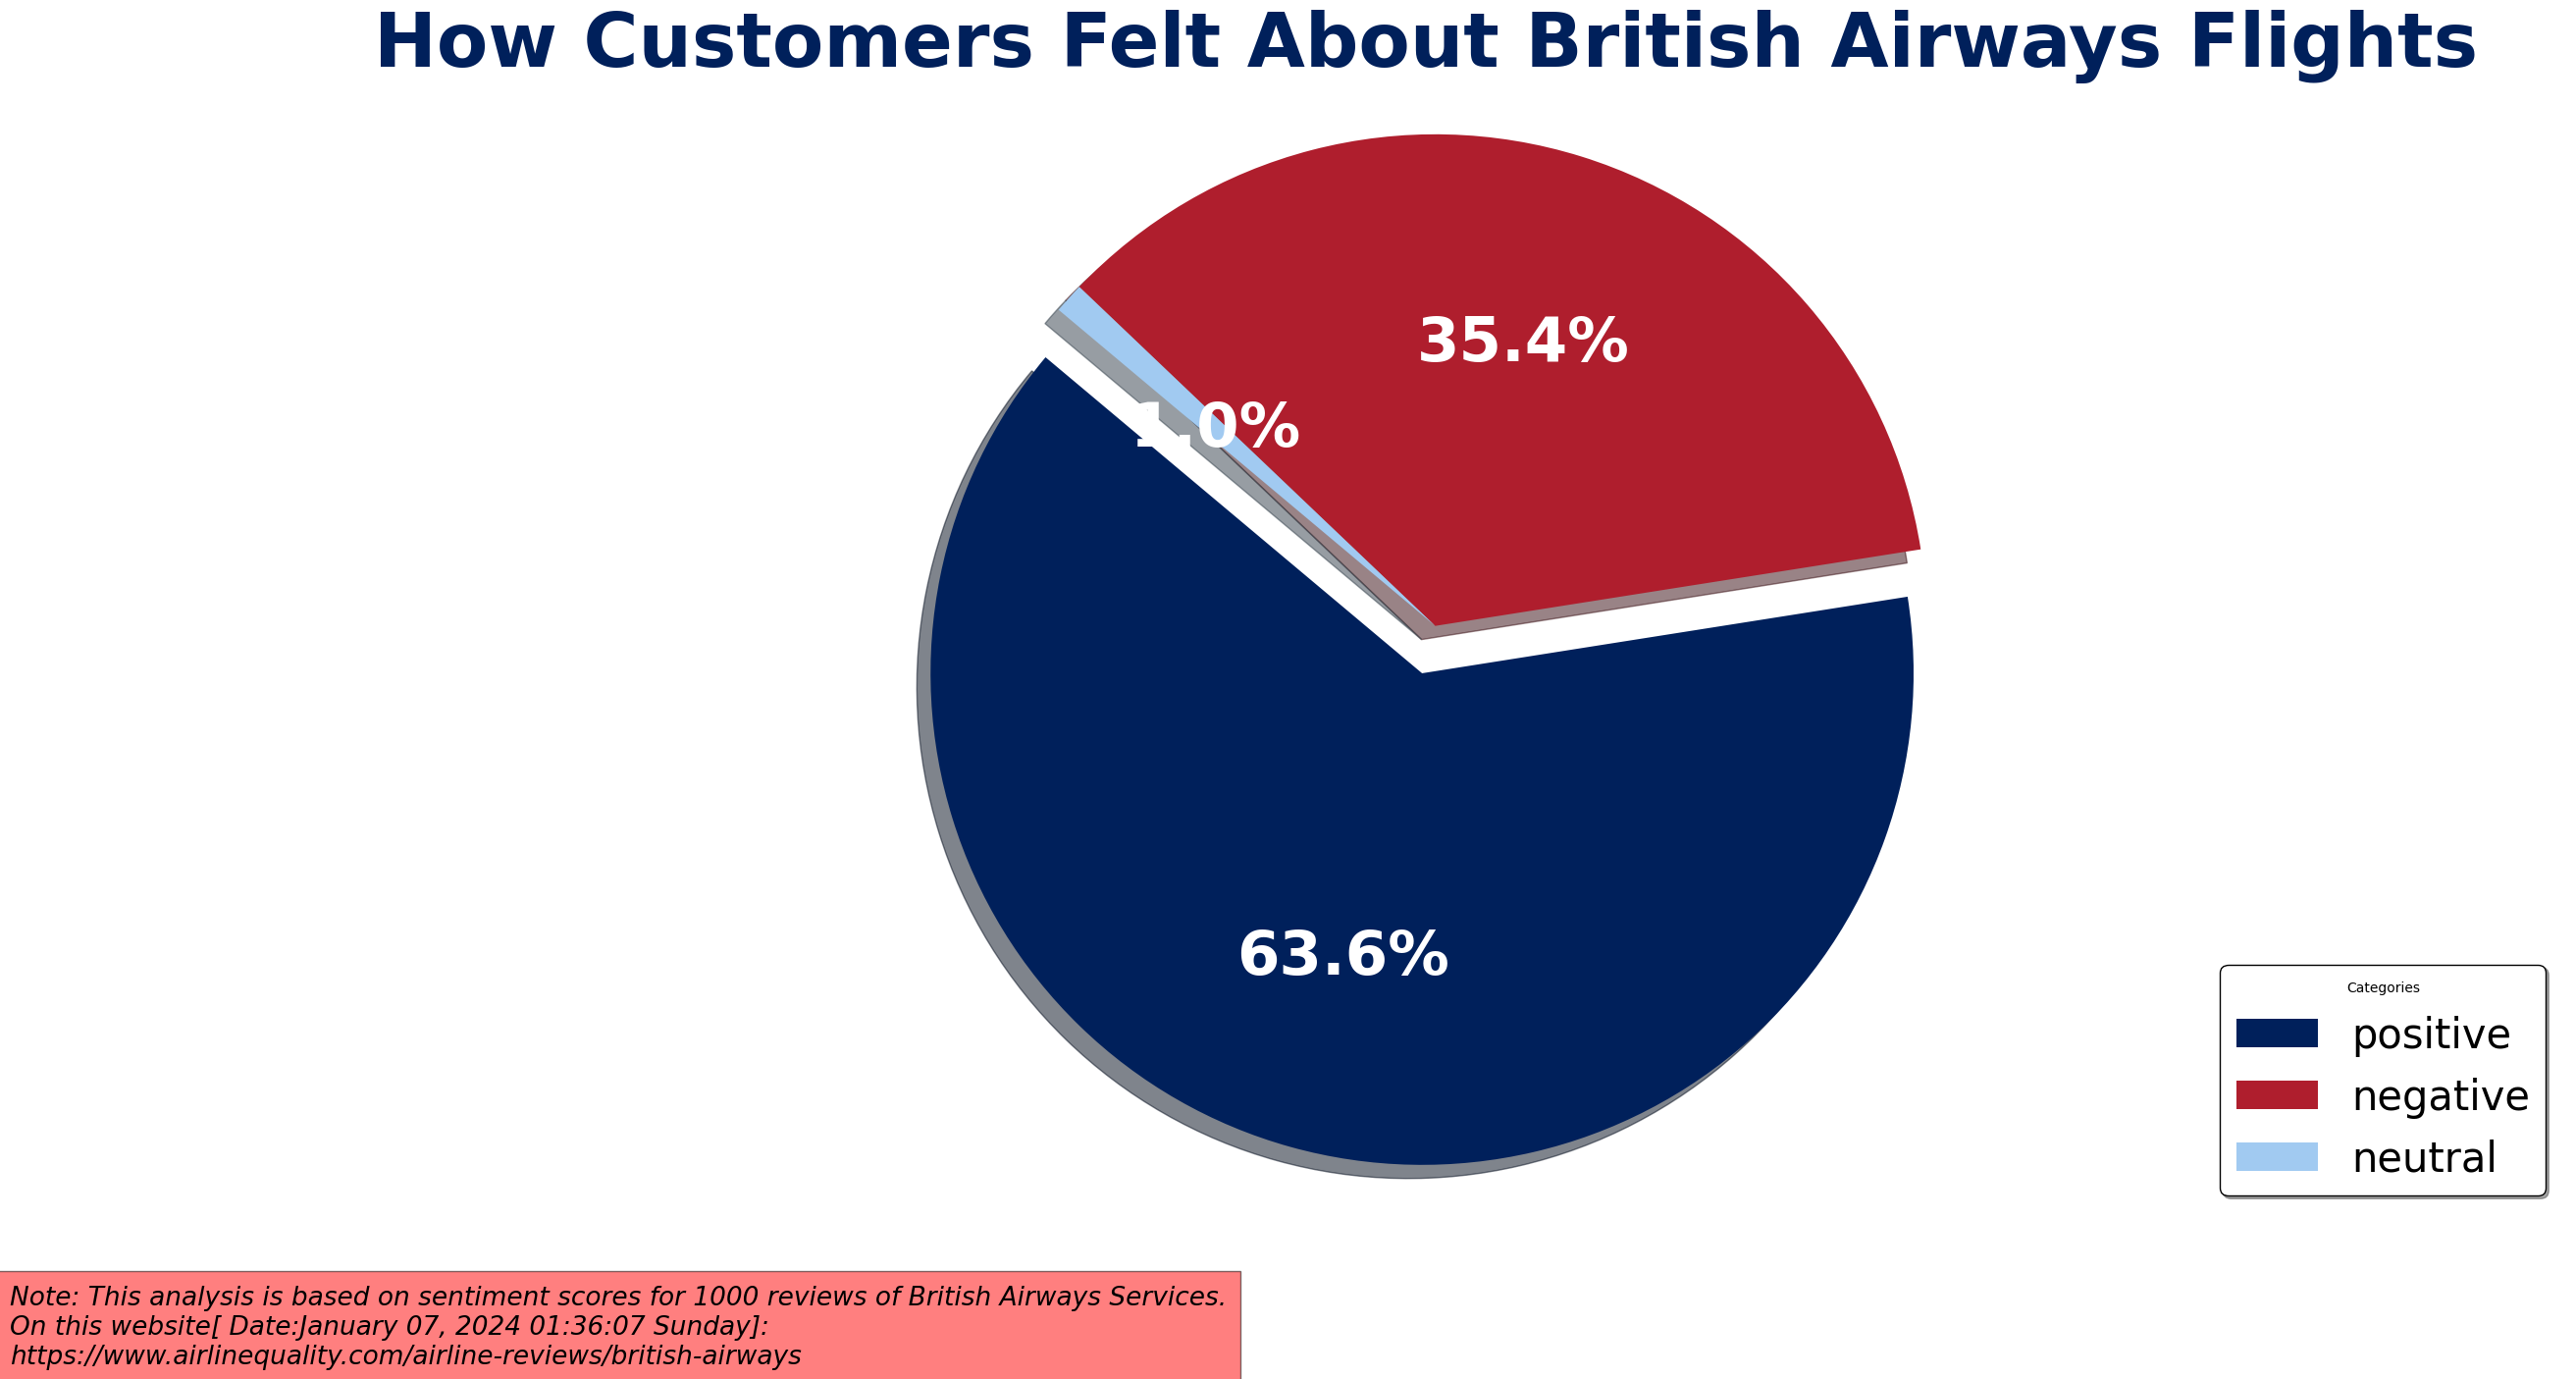 How Customers Felt About British Airways Flights
35.4%
1.0%
63.6%
Categories
positive
negative
neutral
Note: This analysis is based on sentiment scores for 1000 reviews of British Airways Services.
On this website[ Date:January 07, 2024 01:36:07 Sunday]:
https://www.airlinequality.com/airline-reviews/british-airways